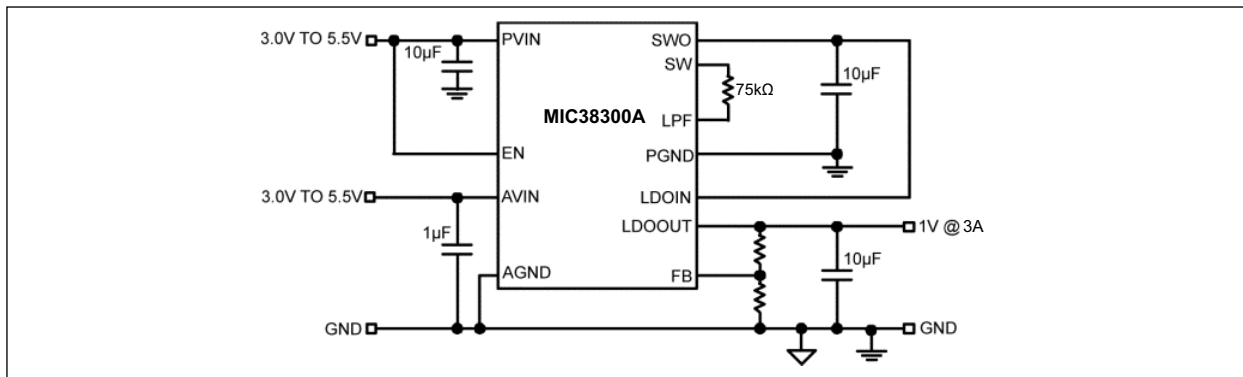 3.0V TO 5.5V
10µF
PVIN
EN
3.0V TO 5.5V
AVIN
1µF
AGND
GND
MIC38300A
SWO
SW
75kΩ
LPF
10µF
PGND
LDOIN
LDOOUT
1V @ 3A
10µF
FB
GND